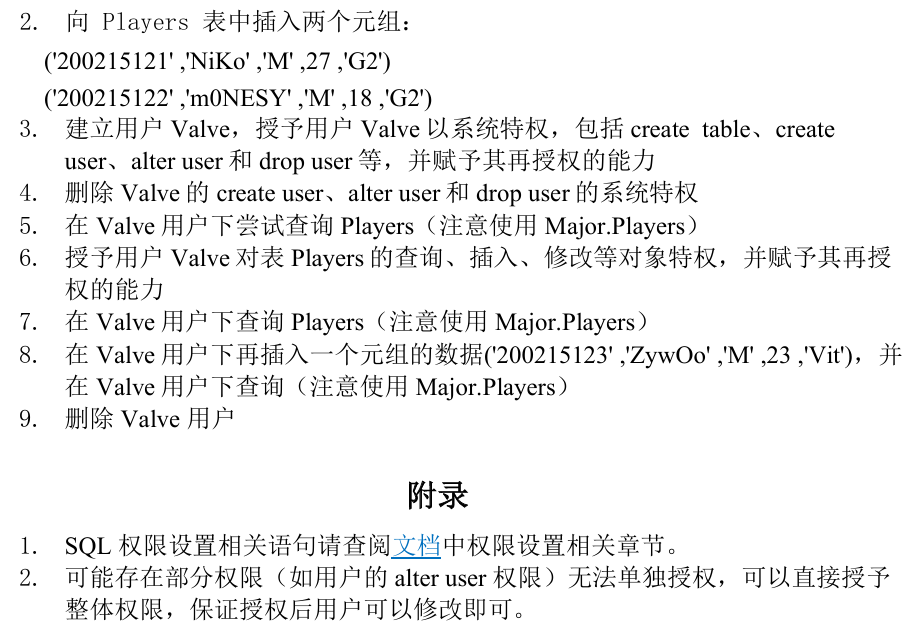 2. 向 Players 表中插入两个元组：
('200215121' ,'NiKo' ,'M' ,27 ,'G2')
('200215122' ,'m0NESY' ,'M' ,18 ,'G2')
3. 建立用户 Valve，授予用户 Valve 以系统特权，包括 create table、create
user、alter user 和 drop user 等，并赋予其再授权的能力
4. 删除 Valve 的 create user、alter user 和 drop user 的系统特权
5. 在 Valve 用户下尝试查询 Players（注意使用 Major.Players）
6. 授予用户 Valve 对表 Players 的查询、插入、修改等对象特权，并赋予其再授
权的能力
7. 在 Valve 用户下查询 Players（注意使用 Major.Players）
8. 在 Valve 用户下再插入一个元组的数据('200215123' ,'ZywOo' ,'M' ,23 ,'Vit')，并
在 Valve 用户下查询（注意使用 Major.Players）
9. 删除 Valve 用户
附录
1. SQL 权限设置相关语句请查阅文档中权限设置相关章节。
2. 可能存在部分权限（如用户的 alter user 权限）无法单独授权，可以直接授予
整体权限，保证授权后用户可以修改即可。